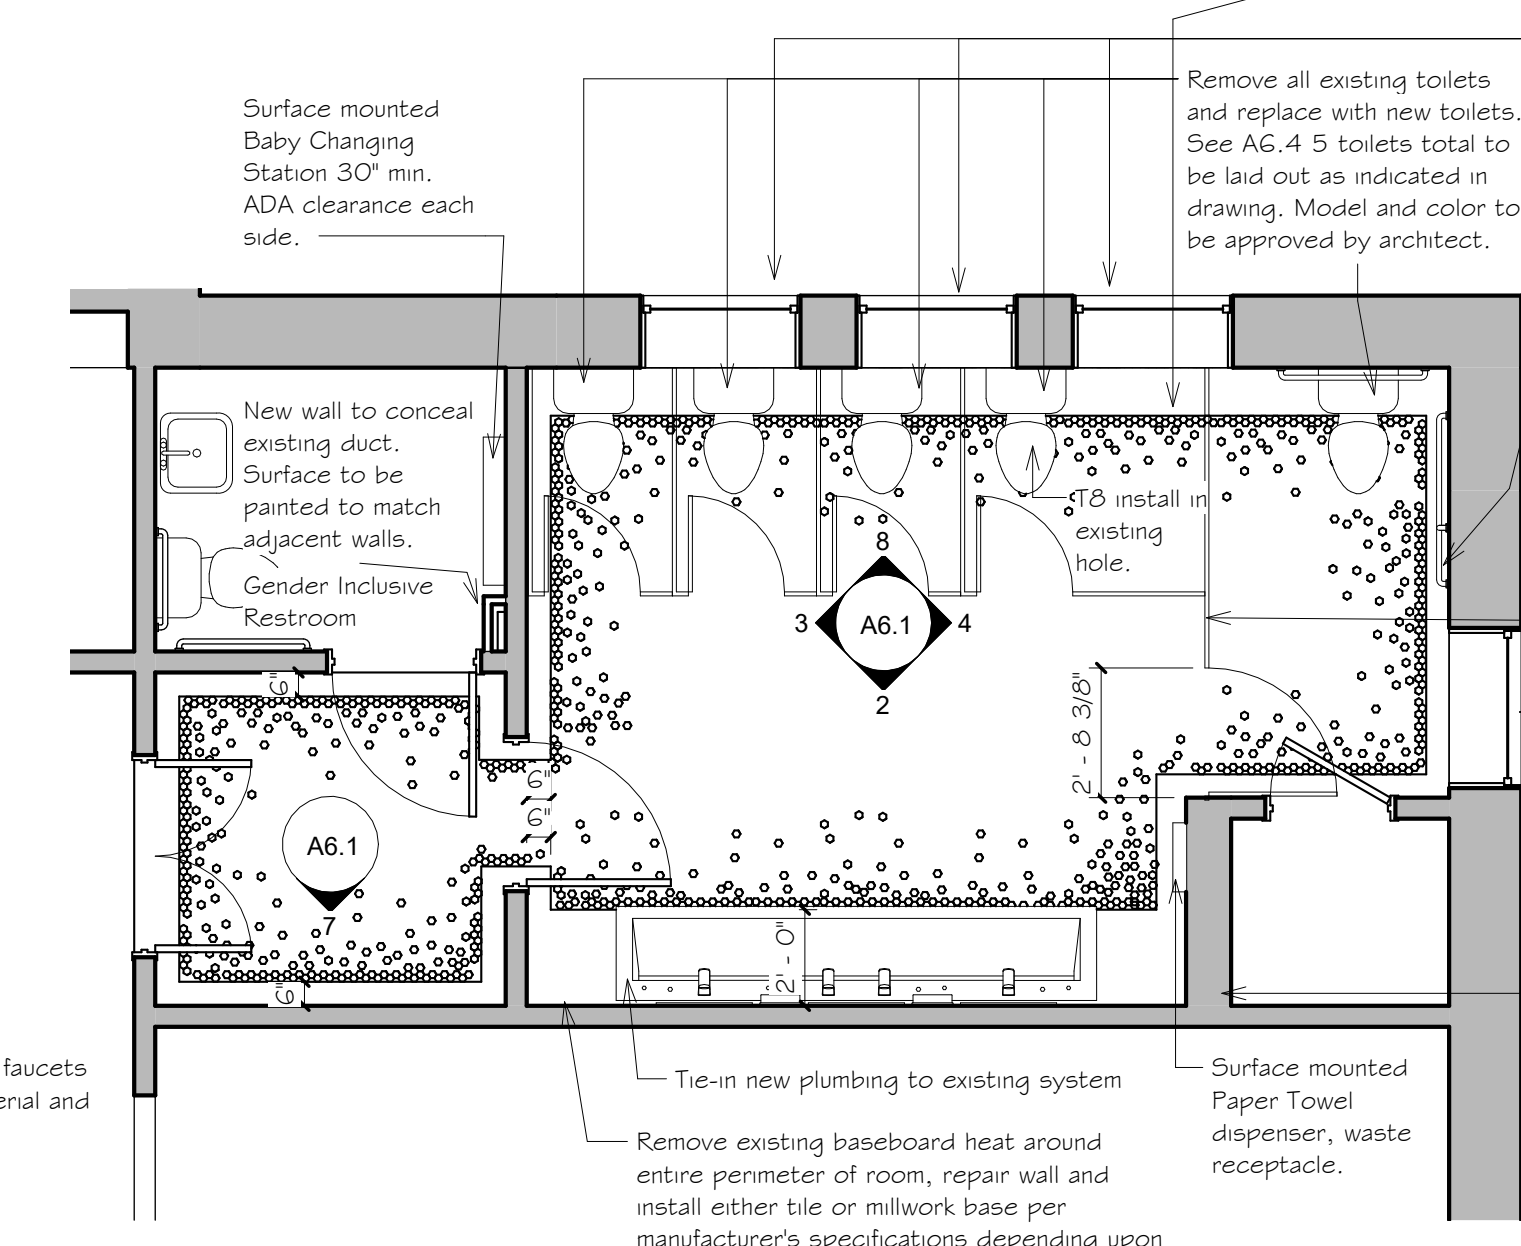 Surface mounted
Baby Changing
Station 30" min.
ADA clearance each
side.
Remove all existing toilets
and replace with new toilets.
See A6.4 5 toilets total to
be laid out as indicated in
drawing. Model and color to
be approved by architect.
New wall to conceal
existing duct.
Surface to be
painted to match
adjacent walls.
Gender Inclusive
Restroom
T8 install in
existing
hole.
8
3
A6.1
4
2
6"
2' - 8 3/8"
6"
6"
A6.1
7
2' - 0"
6"
faucets
erial and
Tie-in new plumbing to existing system
Surface mounted
Paper Towel
dispenser, waste
receptacle.
Remove existing baseboard heat around
entire perimeter of room, repair wall and
install either tile or millwork base per
manufacturer's specifications depending upon